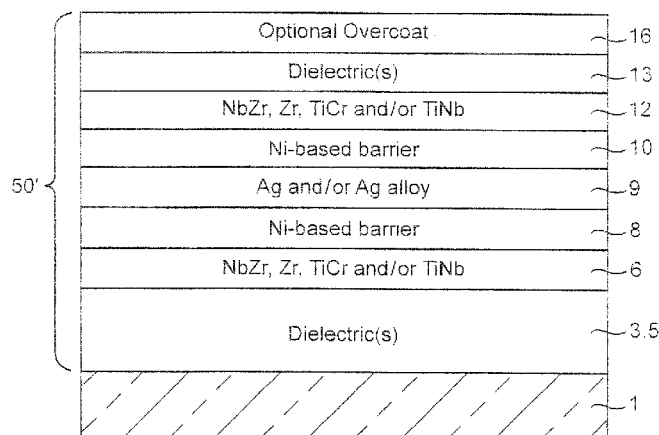 Optional Overcoat 16
Dielectric(s) 13
NbZr, Zr, TiCr and/or TiNb 12
Ni-based barrier 10
50' Ag and/or Ag alloy 9
Ni-based barrier 8
NbZr, Zr, TiCr and/or TiNb 6
Dielectric(s) 3.5
1